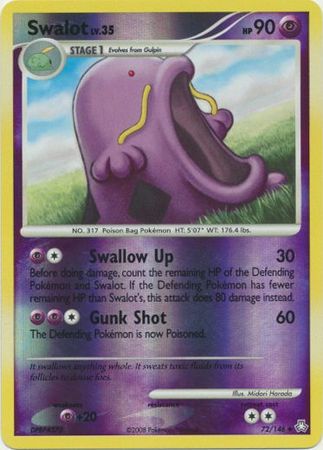 Swalot LV.35
HP 90
STAGE 1 Evolves from Gulpin
NO. 317 Poison Bag Pokémon HT: 5'07" WT: 176.4 lbs.
Swallow Up 30
Before doing damage, count the remaining HP of the Defending
Pokémon and Swalot. If the Defending Pokémon has fewer
remaining HP than Swalot's, this attack does 80 damage instead.
Gunk Shot 60
The Defending Pokémon is now Poisoned.
It swallows anything whole. It sweats toxic fluids from its
follicles to douse foes.
Illus. Midori Harada
weakness resistance retreat cost
+20
©2008 Pokémon
72/146